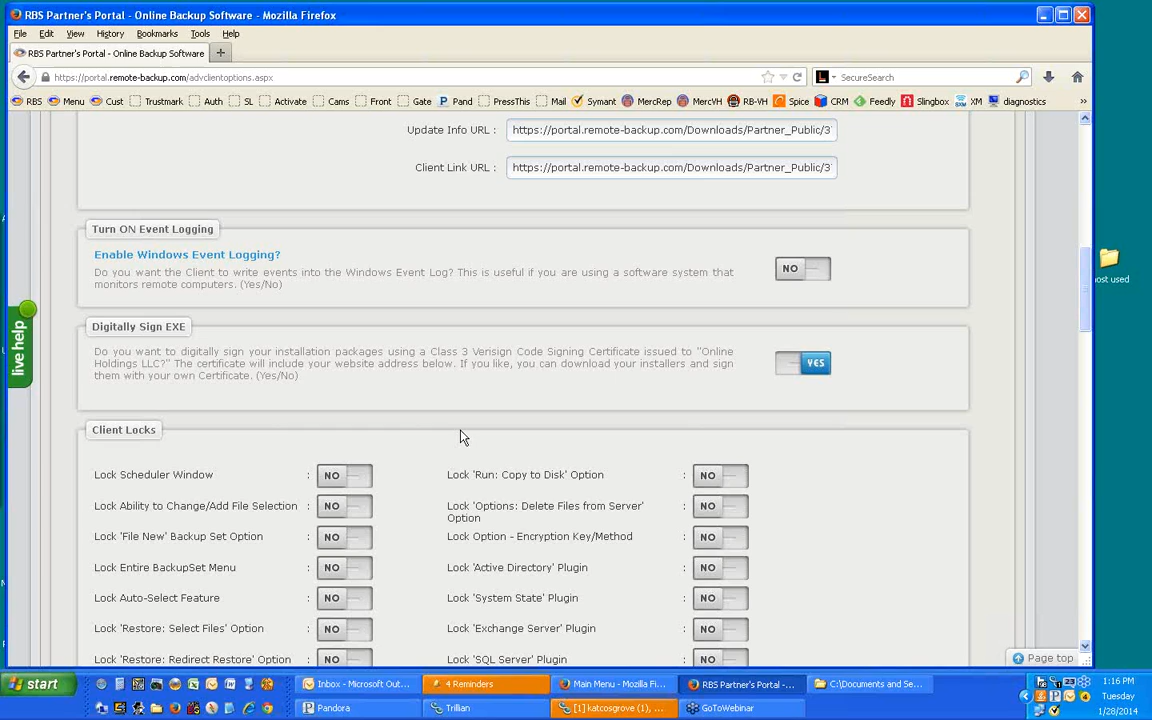 RBS Partner's Portal - Online Backup Software - Mozilla Firefox
File Edit View History Bookmarks Tools Help
RBS Partner's Portal - Online Backup Software +
https://portal.remote-backup.com/advclientoptions.aspx SecureSearch
RBS Menu Cust Trustmark Auth SL Activate Cams Front Gate Pand PressThis Mail Symant MercRep MercVH RB-VH Spice CRM Feedly Slingbox XM diagnostics »
Update Info URL : https://portal.remote-backup.com/Downloads/Partner_Public/3
Client Link URL : https://portal.remote-backup.com/Downloads/Partner_Public/3
Turn ON Event Logging
Enable Windows Event Logging?
Do you want the Client to write events into the Windows Event Log? This is useful if you are using a software system that
monitors remote computers. (Yes/No)
NO
ost used
live help
Digitally Sign EXE
Do you want to digitally sign your installation packages using a Class 3 Verisign Code Signing Certificate issued to "Online
Holdings LLC?" The certificate will include your website address below. If you like, you can download your installers and sign
them with your own Certificate. (Yes/No)
YES
Client Locks
Lock Scheduler Window : NO Lock 'Run: Copy to Disk' Option : NO
Lock Ability to Change/Add File Selection : NO Lock 'Options: Delete Files from Server' Option : NO
Lock 'File New' Backup Set Option : NO Lock Option - Encryption Key/Method : NO
Lock Entire BackupSet Menu : NO Lock 'Active Directory' Plugin : NO
Lock Auto-Select Feature : NO Lock 'System State' Plugin : NO
Lock 'Restore: Select Files' Option : NO Lock 'Exchange Server' Plugin : NO
Lock 'Restore: Redirect Restore' Option : NO Lock 'SQL Server' Plugin : NO
Page top
start Inbox - Microsoft Out... 4 Reminders Main Menu - Mozilla Fi... RBS Partner's Portal -... C:\Documents and Se... 1:16 PM
Tuesday
Pandora Trillian [1] katcosgrove (1), ... GoToWebinar 1/28/2014